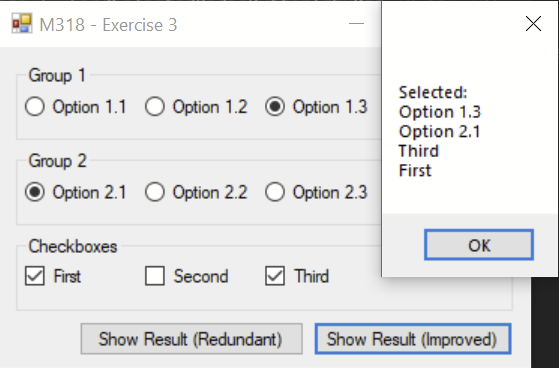 M318 - Exercise 3
Group 1
Option 1.1 Option 1.2 Option 1.3
Group 2
Option 2.1 Option 2.2 Option 2.3
Checkboxes
First Second Third
Show Result (Redundant) Show Result (Improved)
Selected:
Option 1.3
Option 2.1
Third
First
OK